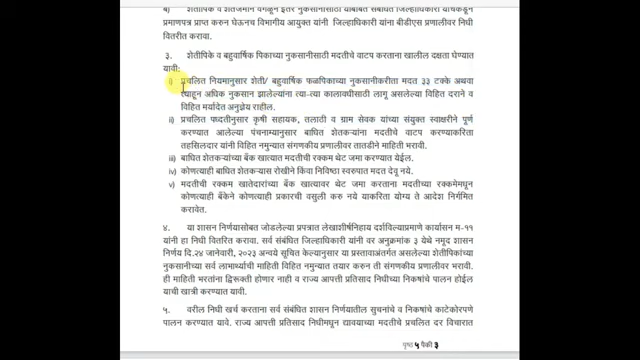 ब) शेतीपिके व शेतजमीन वगळून इतर नुकसानीसाठी याबाबत संबंधित जिल्ह्यांकडून
प्रमाणपत्र प्राप्त करुन घेऊनच विभागीय आयुक्त यांनी जिल्हाधिकारी यांना बीडीएस प्रणालीवर निधी
वितरीत करावा.
३. शेतीपिके व बहुवार्षिक पिकाच्या नुकसानीसाठी मदतीचे वाटप करताना खालील दक्षता घेण्यात
यावी:
i) प्रचलित नियमानुसार शेती/ बहुवार्षिक फळपिकाच्या नुकसानीकरीता मदत ३३ टक्के अथवा
त्याहून अधिक नुकसान झालेल्यांना त्या-त्या कालावधीसाठी लागू असलेल्या विहित दराने व
विहित मर्यादेत अनुज्ञेय राहील.
ii) प्रचलित पध्दतीनुसार कृषी सहायक, तलाठी व ग्राम सेवक यांच्या संयुक्त स्वाक्षरीने पूर्ण
करण्यात आलेल्या पंचनाम्यानुसार बाधित शेतकऱ्यांना मदतीचे वाटप करण्याकरिता
तहसिलदार यांनी विहित नमुन्यात संगणकीय प्रणालीवर तातडीने माहिती भरावी.
iii) बाधित शेतकऱ्यांच्या बँक खात्यात मदतीची रक्कम थेट जमा करण्यात येईल.
iv) कोणत्याही बाधितास रोखीने किंवा निविष्ठा स्वरुपात मदत देवू नये.
v) मदतीची रक्कम खातेदारांच्या बँक खात्यावर थेट जमा करताना मदतीच्या रक्कमेमधून
कोणत्याही बँकेने कोणत्याही प्रकारची वसुली करु नये याकरिता योग्य ते आदेश निर्गमित
करावेत.
४. या शासन निर्णयासोबत जोडलेल्या प्रपत्रात लेखाशीर्षनिहाय दर्शविल्याप्रमाणे कार्यासन म-११
यांनी हा निधी वितरित करावा. सर्व संबंधित जिल्हाधिकारी यांनी वर अनुक्रमांक ३ येथे नमूद शासन
निर्णय दि.२४ जानेवारी, २०२३ अन्वये सूचित केल्यानुसार या प्रस्तावाअंतर्गत असलेल्या शेतीपिकांच्या
नुकसानीच्या सर्व लाभार्थ्यांची माहिती विहित नमुन्यात तयार करुन ती संगणकीय प्रणालीवर भरावी.
ही माहिती भरतांना द्विरूक्ती होणार नाही व राज्य आपत्ती प्रतिसाद निधीच्या निकषांचे पालन होईल
याची खात्री करण्यात यावी.
५. वरील निधी खर्च करताना सर्व संबंधित शासन निर्णयातील सुचनांचे व निकषांचे काटेकोरपणे
पालन करण्यात यावे. राज्य आपत्ती प्रतिसाद निधीमधून द्यावयाच्या मदतीचे प्रचलित दर विचारात
पृष्ठ ५ पैकी ३